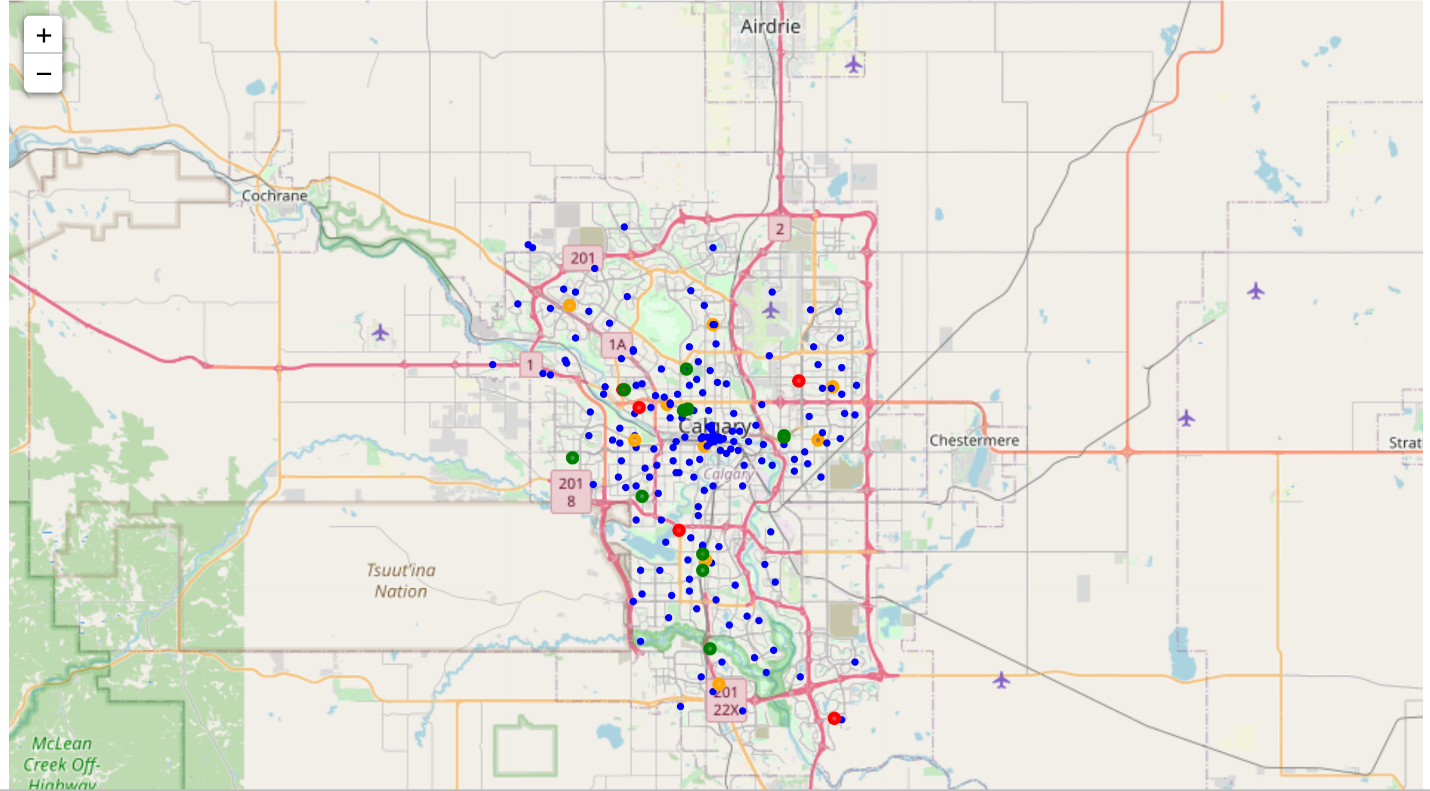 +
−
Airdrie
Cochrane
2
201
1A
1
Calgary
Chestermere
Strat
Calgary
201
8
Tsuut'ina
Nation
201
22X
McLean
Creek Off-
Highway